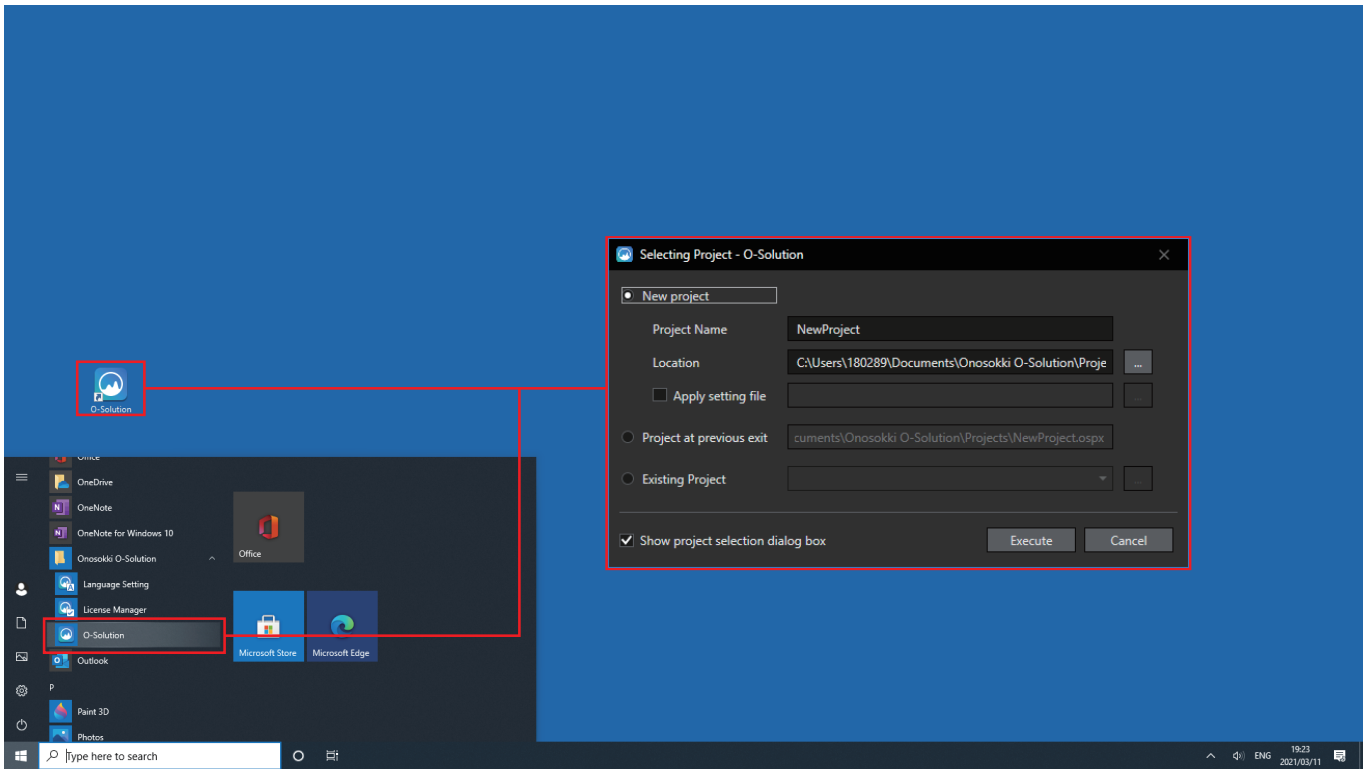 Selecting Project - O-Solution
New project
Project Name
NewProject
Location
C:\Users\180289\Documents\Onosokki O-Solution\Proje
...
Apply setting file
...
Project at previous exit
cuments\Onosokki O-Solution\Projects\NewProject.ospx
Existing Project
...
Show project selection dialog box
Execute
Cancel
O-Solution
Office
OneDrive
OneNote
OneNote for Windows 10
Onosokki O-Solution
Language Setting
License Manager
O-Solution
Outlook
P
Paint 3D
Photos
Office
Microsoft Store
Microsoft Edge
Type here to search
ENG
19:23
2021/03/11